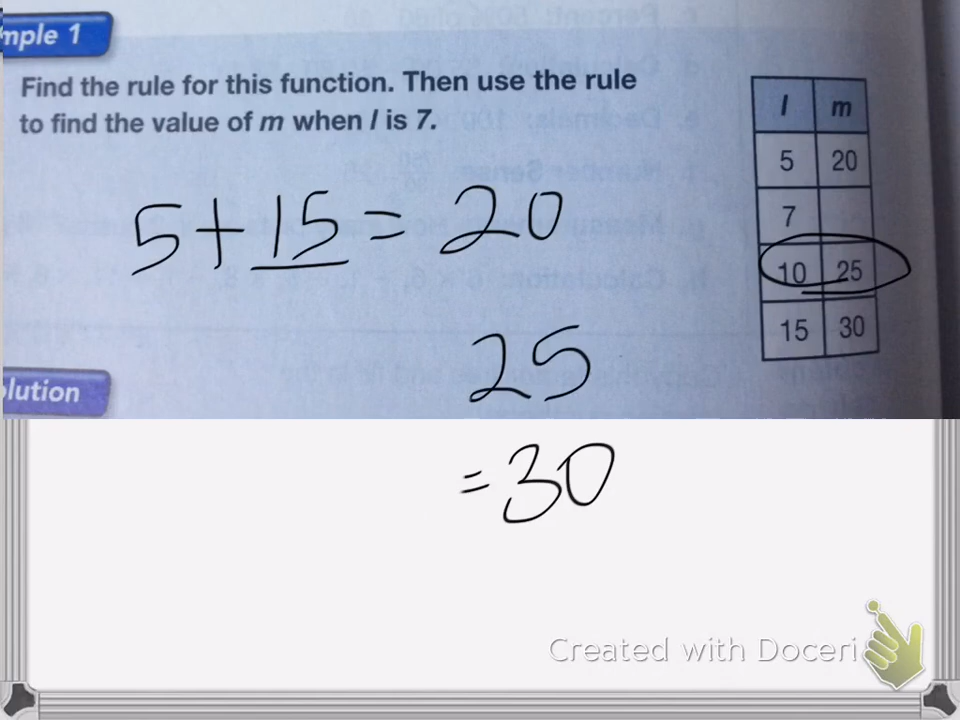 mple 1
Find the rule for this function. Then use the rule
to find the value of m when l is 7.
l m
5 20
7
10 25
15 30
5 + 15 = 20
25
= 30
lution
Created with Doceri